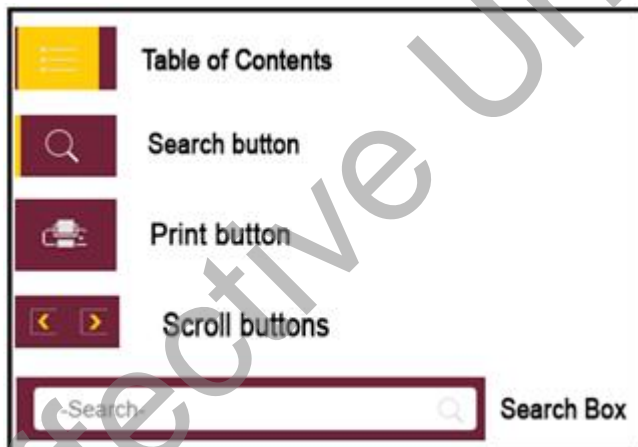 Table of Contents
Search button
Print button
Scroll buttons
-Search-
Search Box